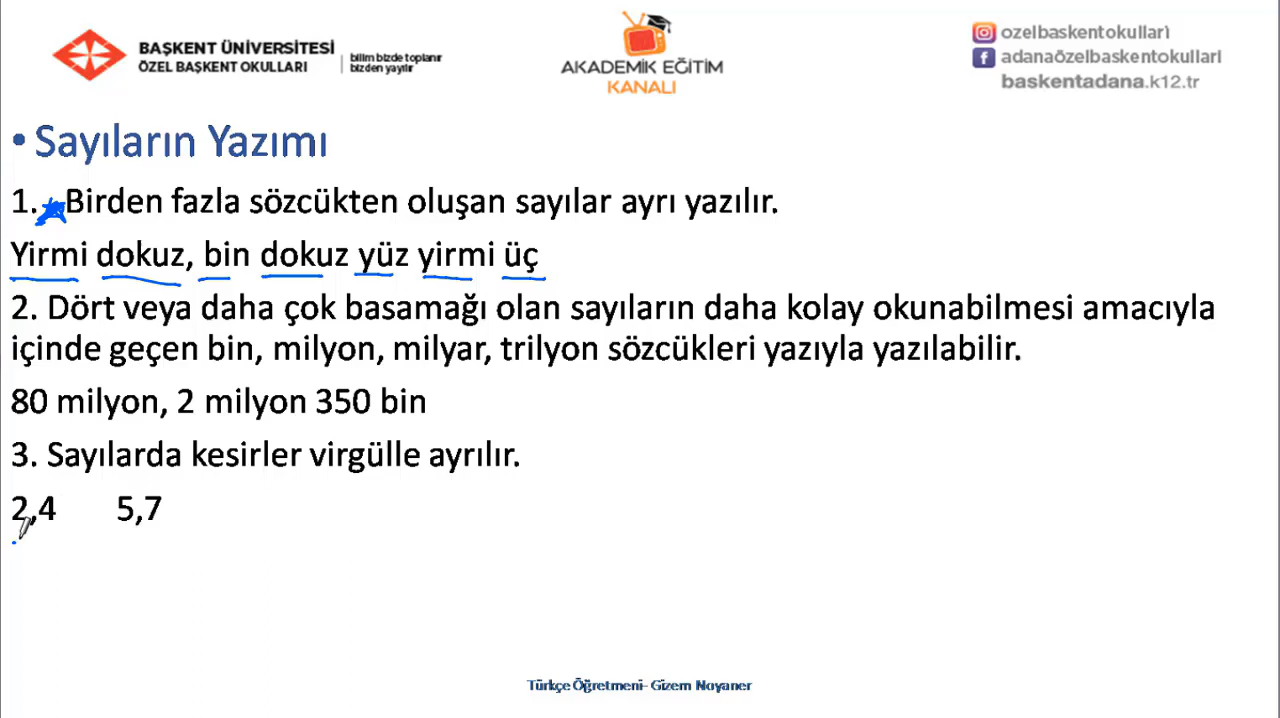 BAŞKENT ÜNİVERSİTESİ
ÖZEL BAŞKENT OKULLARI
bilim bizde toplanır
bizden yayılır
AKADEMİK EĞİTİM
KANALI
ozelbaskentokulları
adanaözelbaskentokullari
baskentadana.k12.tr
• Sayıların Yazımı
1. Birden fazla sözcükten oluşan sayılar ayrı yazılır.
Yirmi dokuz, bin dokuz yüz yirmi üç
2. Dört veya daha çok basamağı olan sayıların daha kolay okunabilmesi amacıyla
içinde geçen bin, milyon, milyar, trilyon sözcükleri yazıyla yazılabilir.
80 milyon, 2 milyon 350 bin
3. Sayılarda kesirler virgülle ayrılır.
2,4 5,7
Türkçe Öğretmeni- Gizem Noyaner